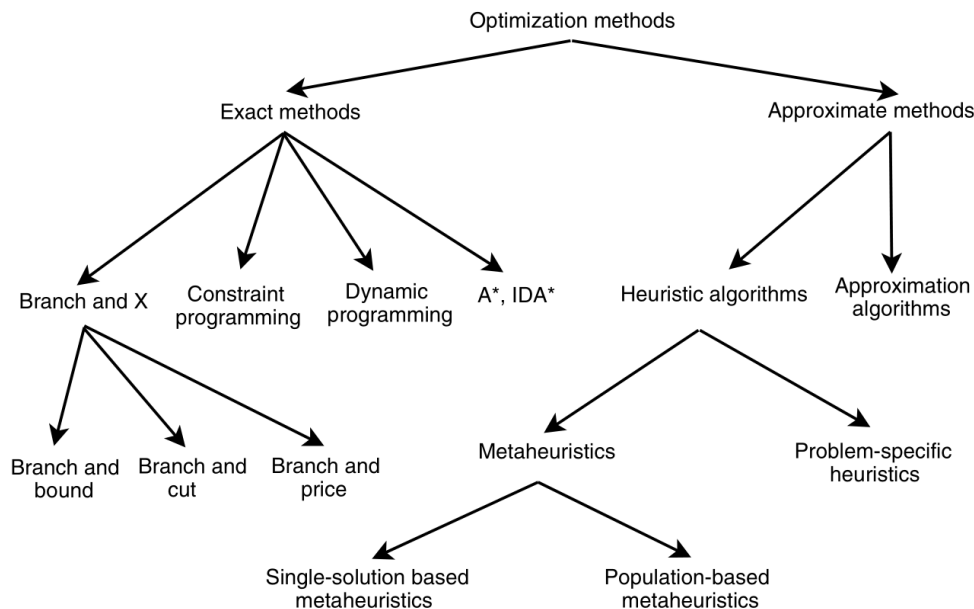 Optimization methods
Exact methods
Approximate methods
Branch and X
Constraint
programming
Dynamic
programming
A*, IDA*
Heuristic algorithms
Approximation
algorithms
Branch and
bound
Branch and
cut
Branch and
price
Metaheuristics
Problem-specific
heuristics
Single-solution based
metaheuristics
Population-based
metaheuristics